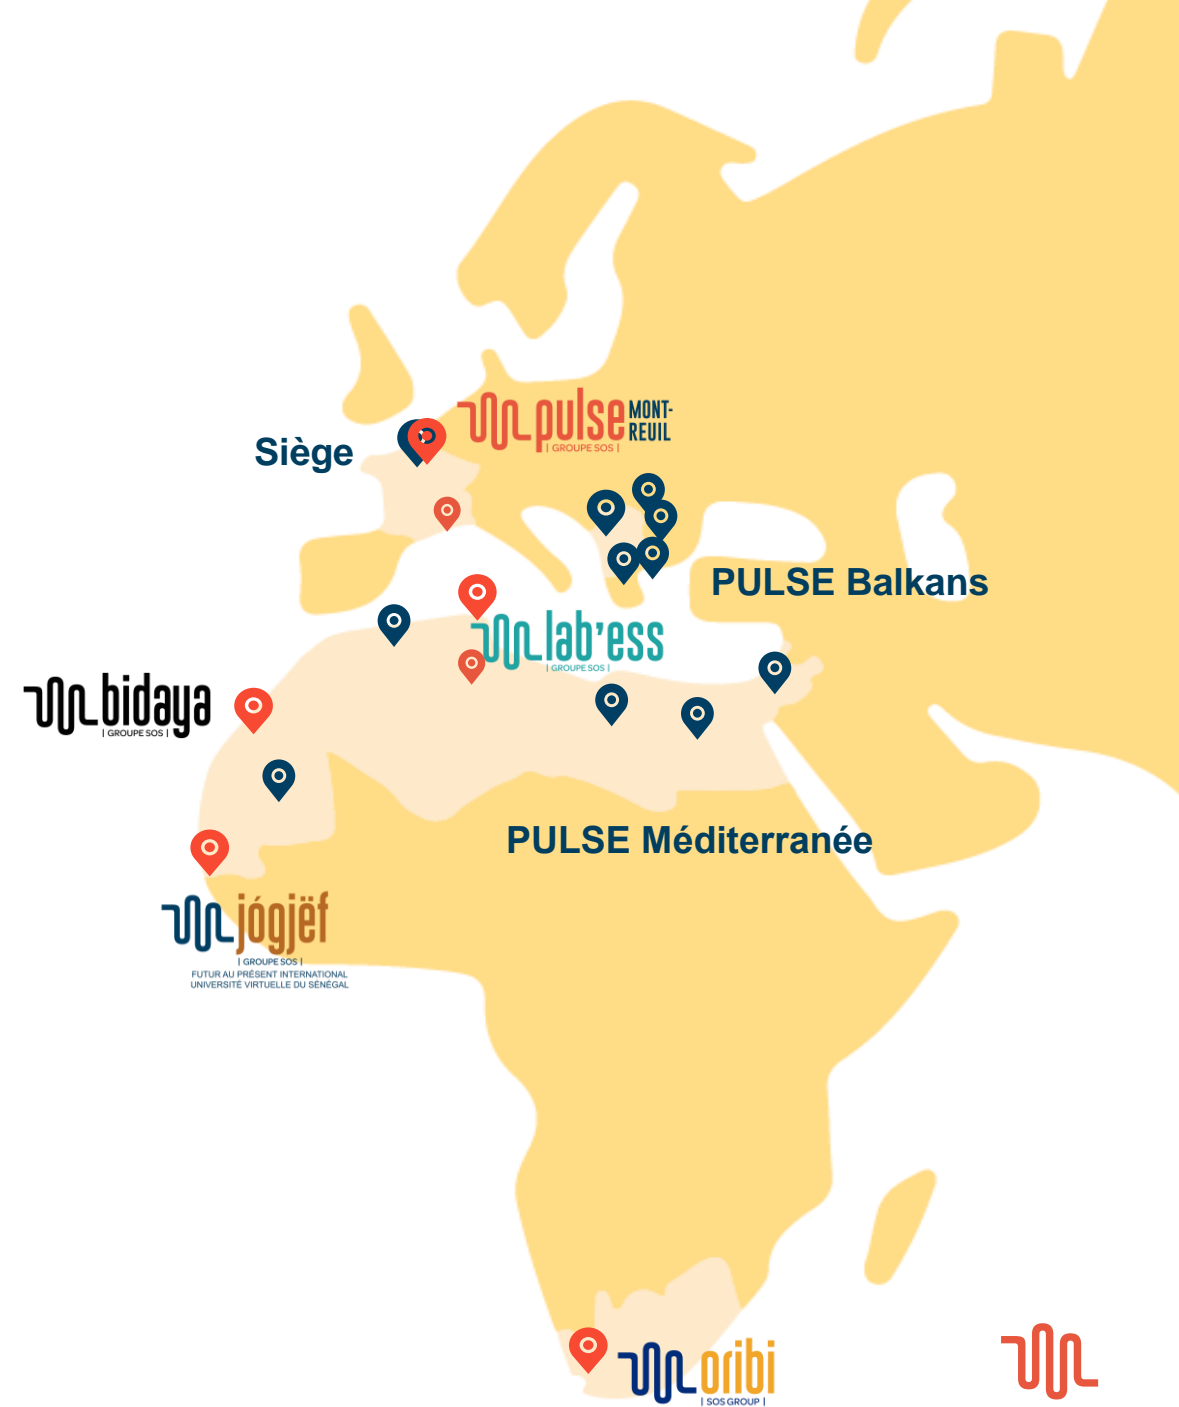 pulse MONT-
REUIL
| GROUPE SOS |
Siège
PULSE Balkans
lab'ess
| GROUPE SOS |
bidaya
| GROUPE SOS |
PULSE Méditerranée
jógjëf
| GROUPE SOS |
FUTUR AU PRÉSENT INTERNATIONAL
UNIVERSITÉ VIRTUELLE DU SÉNÉGAL
oribi
| SOS GROUP |